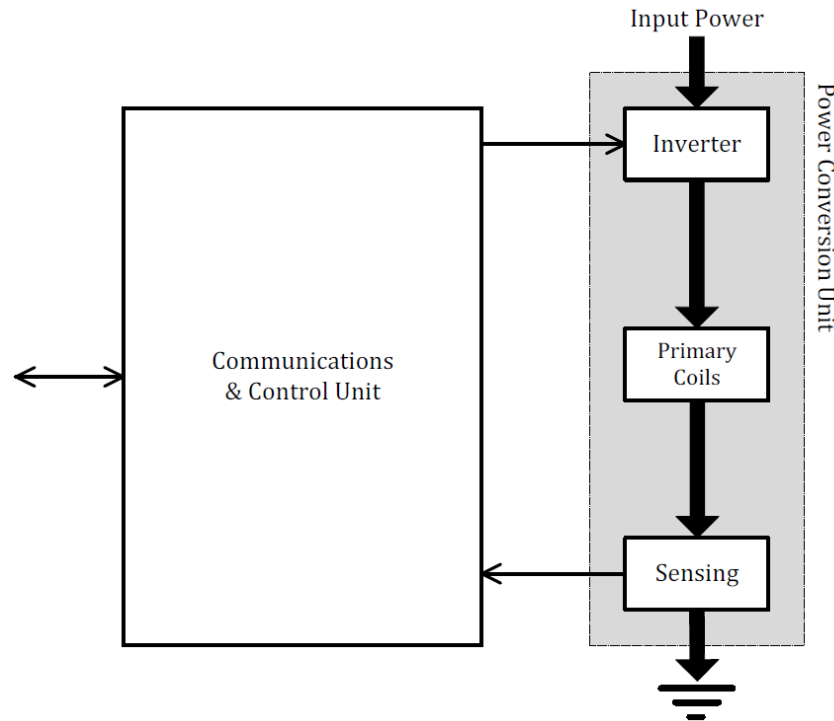 Input Power
Inverter
Power Conversion Unit
Primary
Coils
Communications
& Control Unit
Sensing